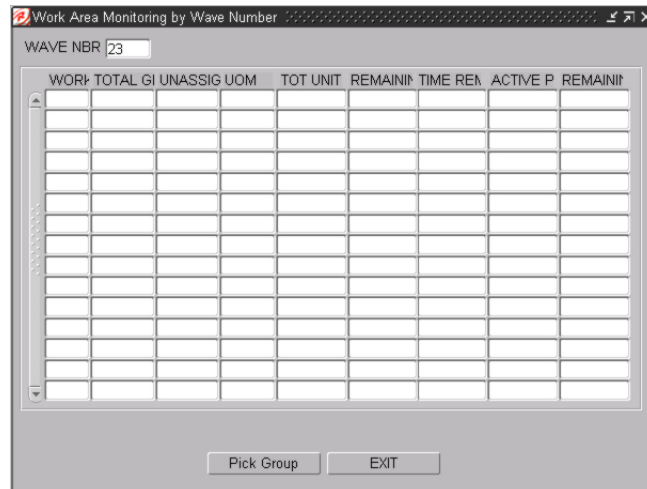 Work Area Monitoring by Wave Number
WAVE NBR 23
WORK TOTAL GI UNASSIG UOM TOT UNIT REMAININ TIME REM ACTIVE P REMAININ
Pick Group EXIT